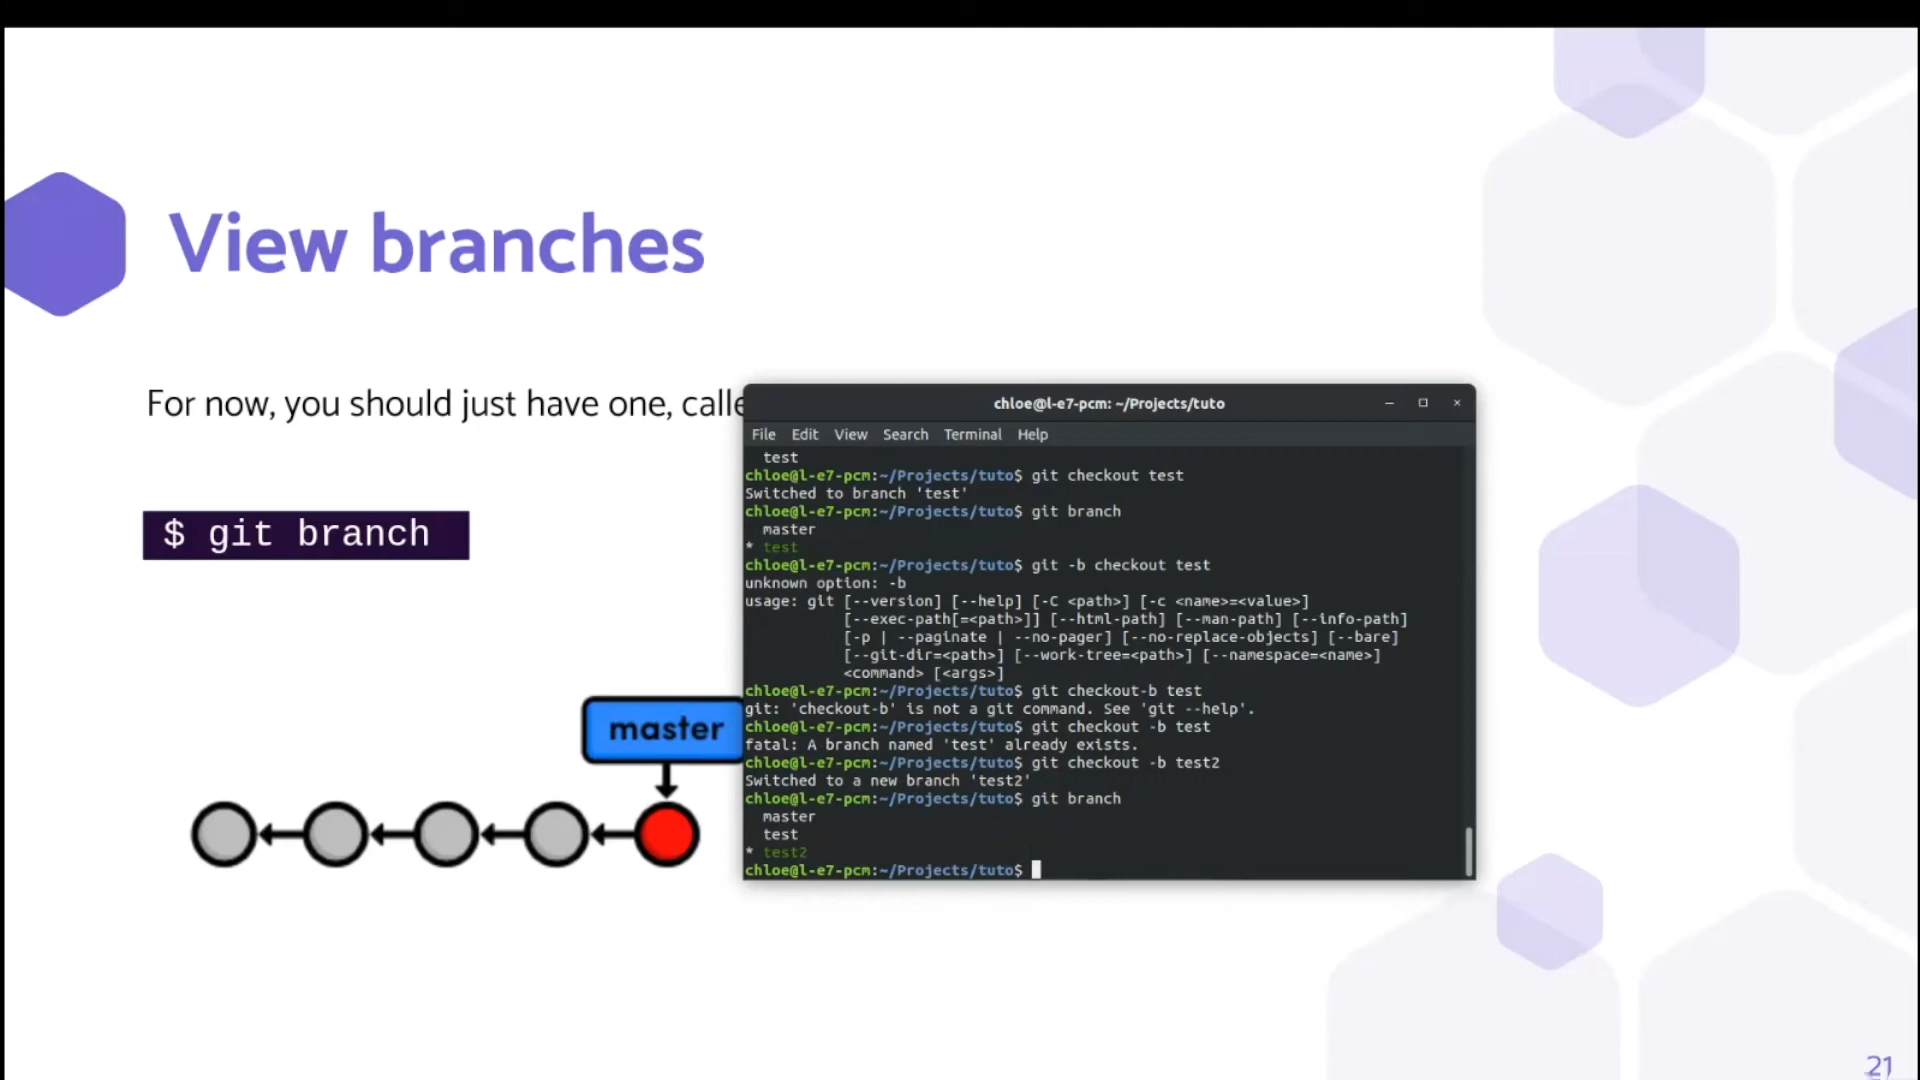 View branches
For now, you should just have one, calle
$ git branch
master
chloe@l-e7-pcm: ~/Projects/tuto
File Edit View Search Terminal Help
test
chloe@l-e7-pcm:~/Projects/tuto$ git checkout test
Switched to branch 'test'
chloe@l-e7-pcm:~/Projects/tuto$ git branch
master
* test
chloe@l-e7-pcm:~/Projects/tuto$ git -b checkout test
unknown option: -b
usage: git [--version] [--help] [-C <path>] [-c <name>=<value>]
[--exec-path[=<path>]] [--html-path] [--man-path] [--info-path]
[-p | --paginate | --no-pager] [--no-replace-objects] [--bare]
[--git-dir=<path>] [--work-tree=<path>] [--namespace=<name>]
<command> [<args>]
chloe@l-e7-pcm:~/Projects/tuto$ git checkout-b test
git: 'checkout-b' is not a git command. See 'git --help'.
chloe@l-e7-pcm:~/Projects/tuto$ git checkout -b test
fatal: A branch named 'test' already exists.
chloe@l-e7-pcm:~/Projects/tuto$ git checkout -b test2
Switched to a new branch 'test2'
chloe@l-e7-pcm:~/Projects/tuto$ git branch
master
test
* test2
chloe@l-e7-pcm:~/Projects/tuto$
21